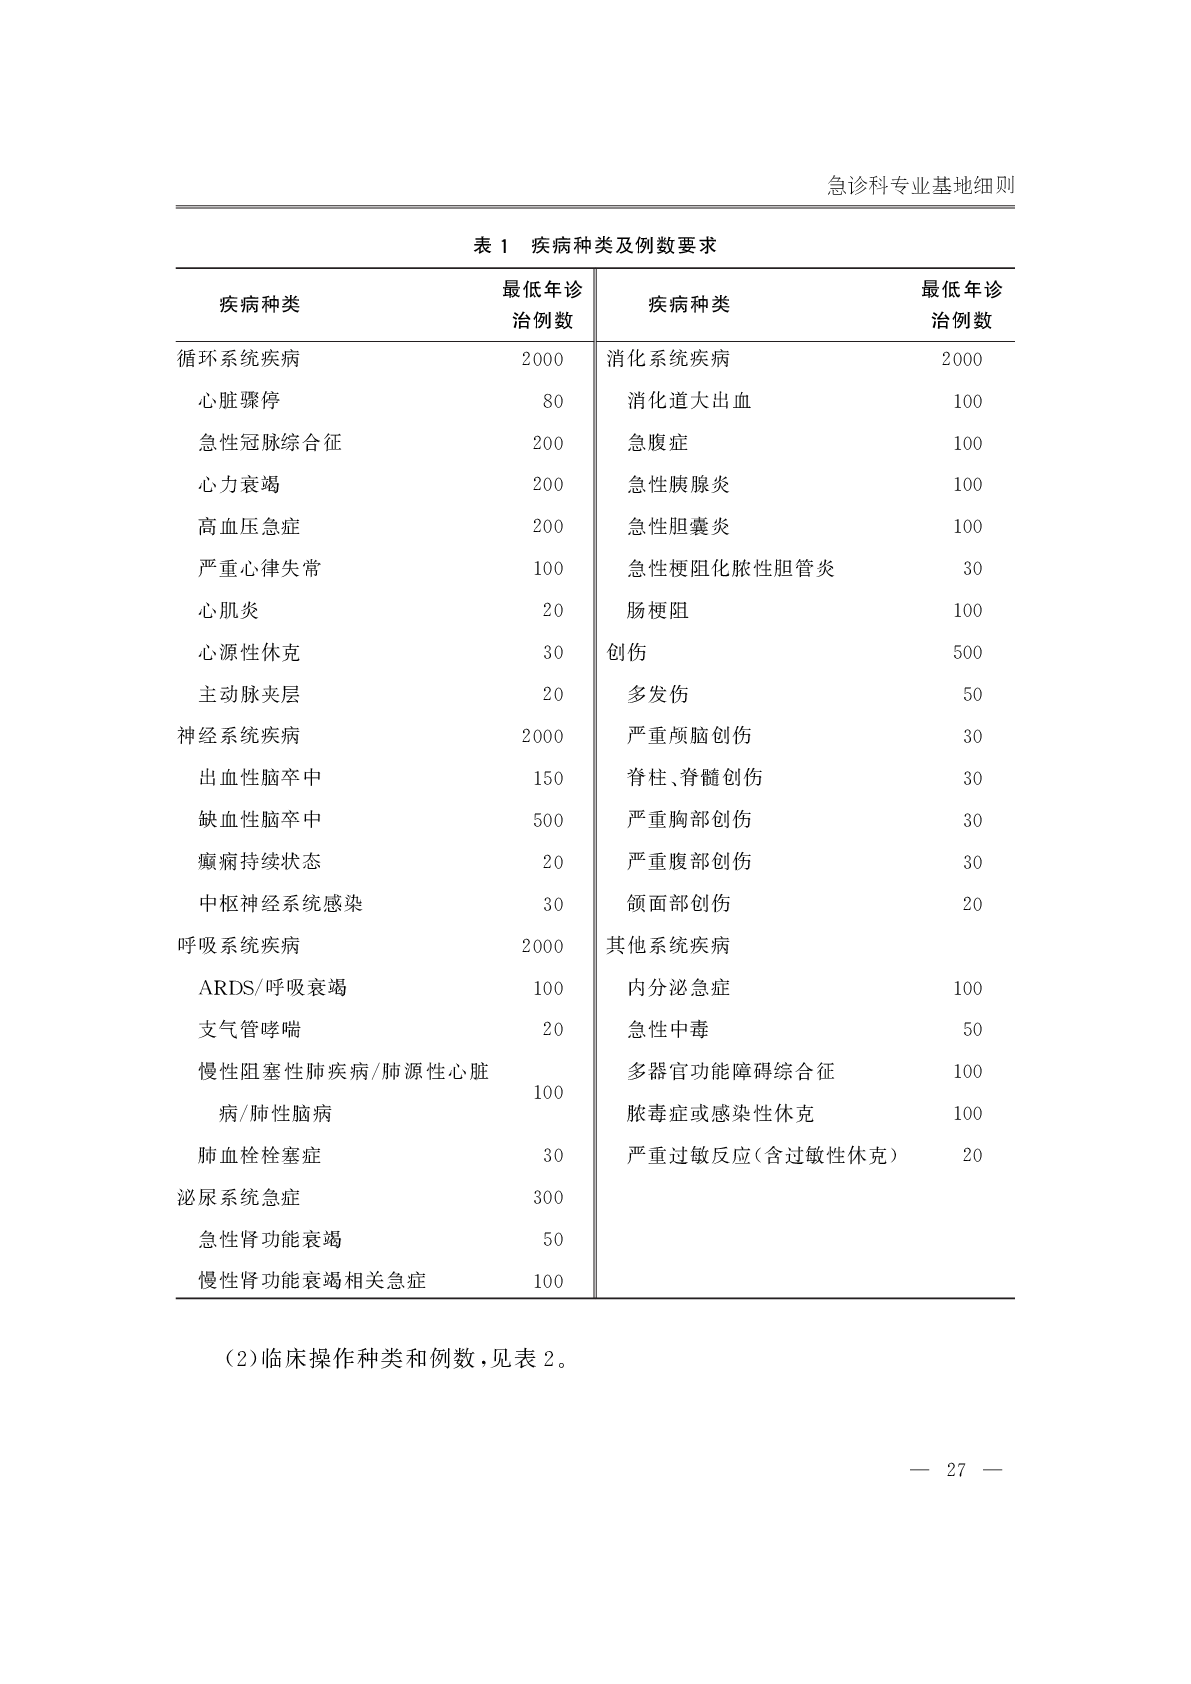 急诊科专业基地细则
表 1 疾病种类及例数要求
疾病种类 最低年诊治例数 疾病种类 最低年诊治例数
循环系统疾病 2000 消化系统疾病 2000
心脏骤停 80 消化道大出血 100
急性冠脉综合征 200 急腹症 100
心力衰竭 200 急性胰腺炎 100
高血压急症 200 急性胆囊炎 100
严重心律失常 100 急性梗阻化脓性胆管炎 30
心肌炎 20 肠梗阻 100
心源性休克 30 创伤 500
主动脉夹层 20 多发伤 50
神经系统疾病 2000 严重颅脑创伤 30
出血性脑卒中 150 脊柱、脊髓创伤 30
缺血性脑卒中 500 严重胸部创伤 30
癫痫持续状态 20 严重腹部创伤 30
中枢神经系统感染 30 颌面部创伤 20
呼吸系统疾病 2000 其他系统疾病
ARDS/呼吸衰竭 100 内分泌急症 100
支气管哮喘 20 急性中毒 50
慢性阻塞性肺疾病/肺源性心脏 100 多器官功能障碍综合征 100
病/肺性脑病 脓毒症或感染性休克 100
肺血栓栓塞症 30 严重过敏反应(含过敏性休克) 20
泌尿系统急症 300
急性肾功能衰竭 50
慢性肾功能衰竭相关急症 100
(2)临床操作种类和例数,见表 2。
— 27 —